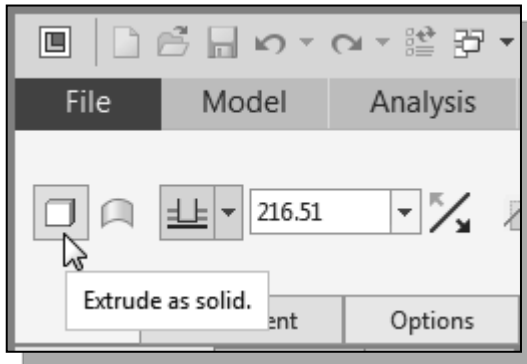 File Model Analysis
216.51
Extrude as solid.
ent Options